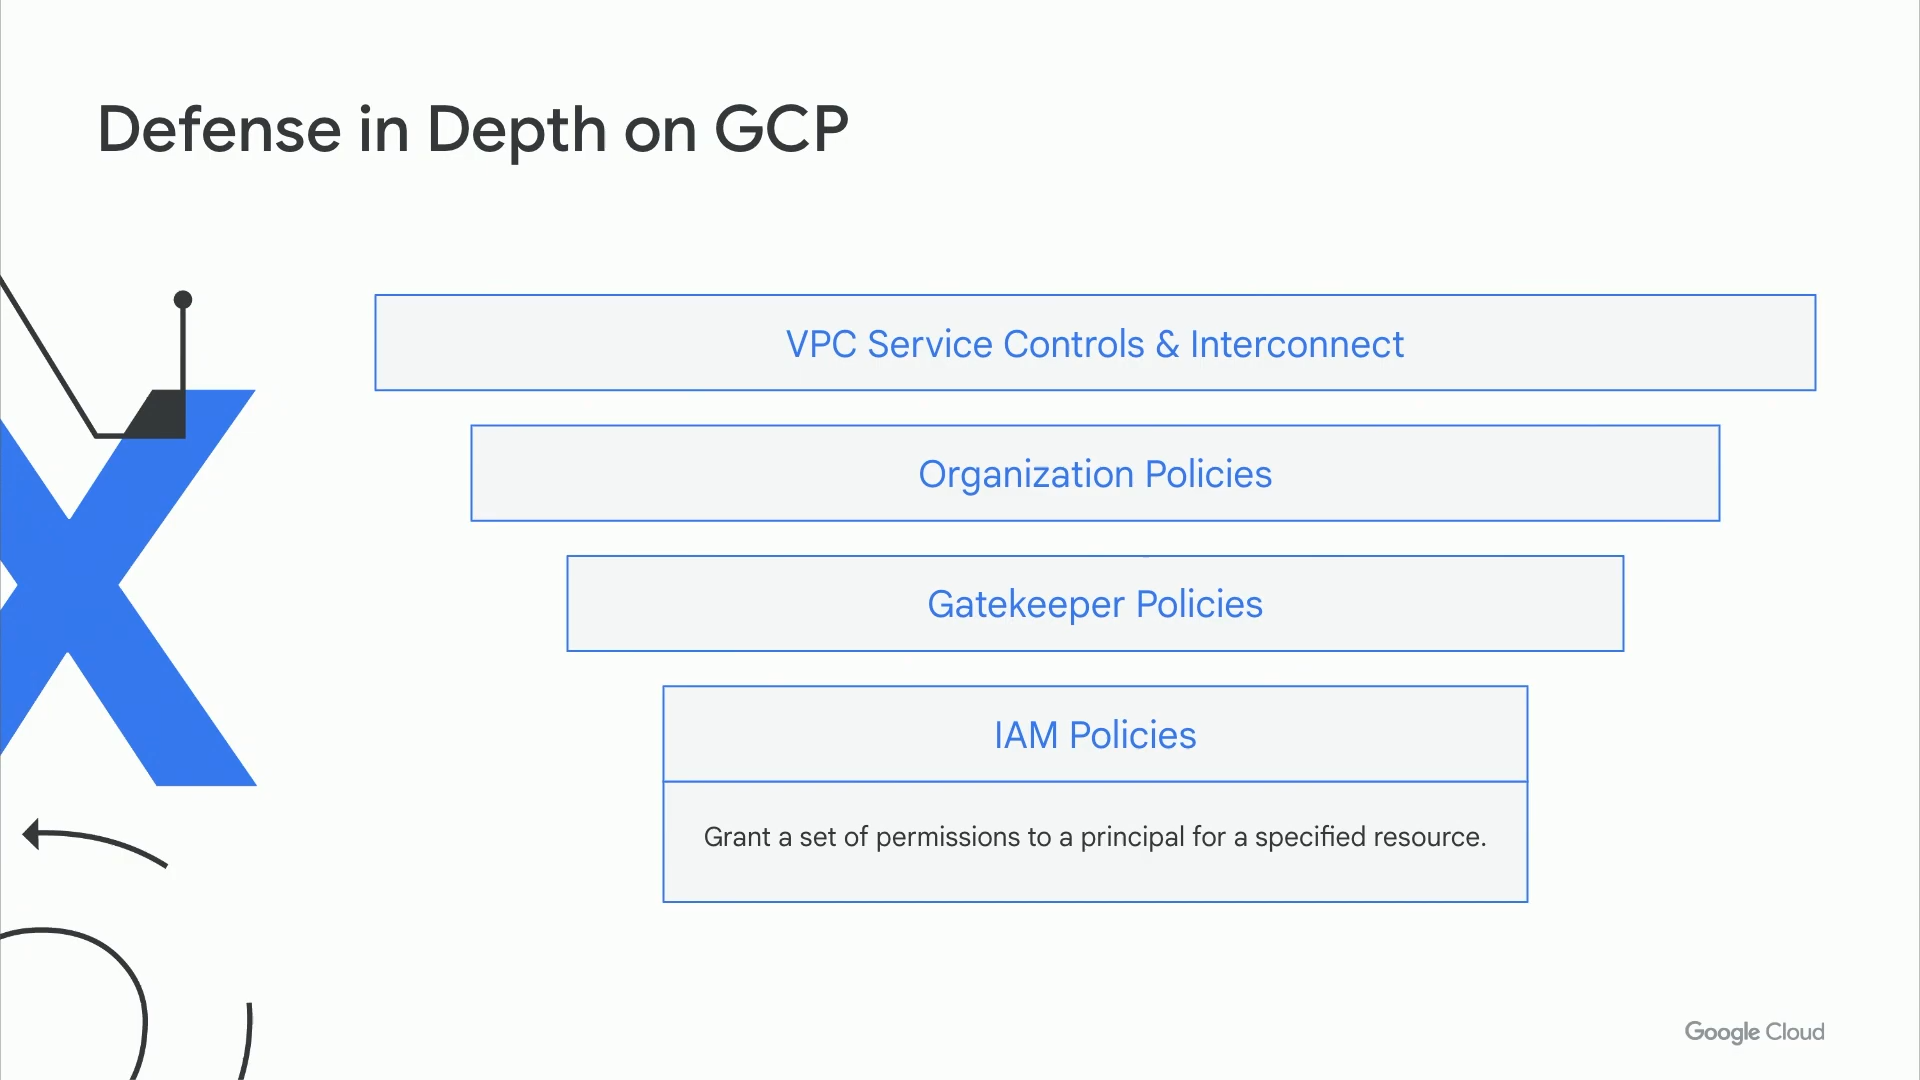 Defense in Depth on GCP
VPC Service Controls & Interconnect
Organization Policies
Gatekeeper Policies
IAM Policies
Grant a set of permissions to a principal for a specified resource.
Google Cloud